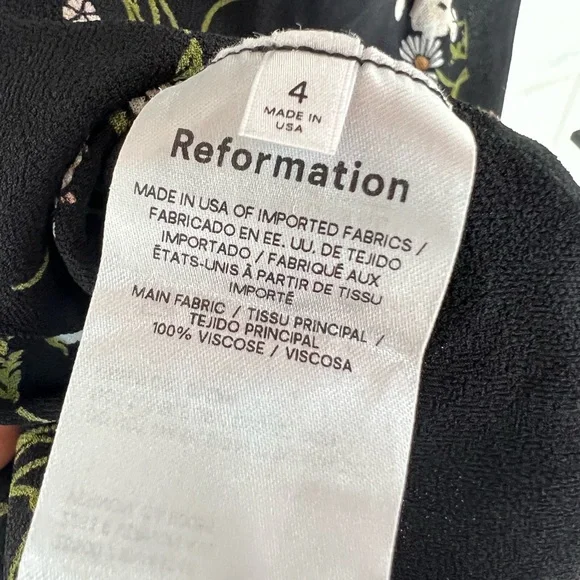 4
MADE IN
USA
Reformation
MADE IN USA OF IMPORTED FABRICS /
FABRICADO EN EE. UU. DE TEJIDO
IMPORTADO / FABRIQUÉ AUX
ÉTATS-UNIS À PARTIR DE TISSU
IMPORTÉ
MAIN FABRIC / TISSU PRINCIPAL /
TEJIDO PRINCIPAL
100% VISCOSE / VISCOSA